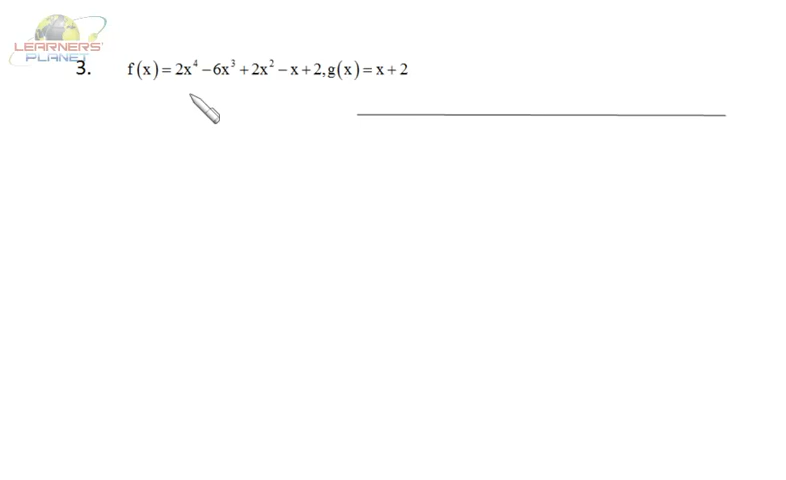 LEARNERS'
PLANET
3. f(x) = 2x⁴ − 6x³ + 2x² − x + 2, g(x) = x + 2